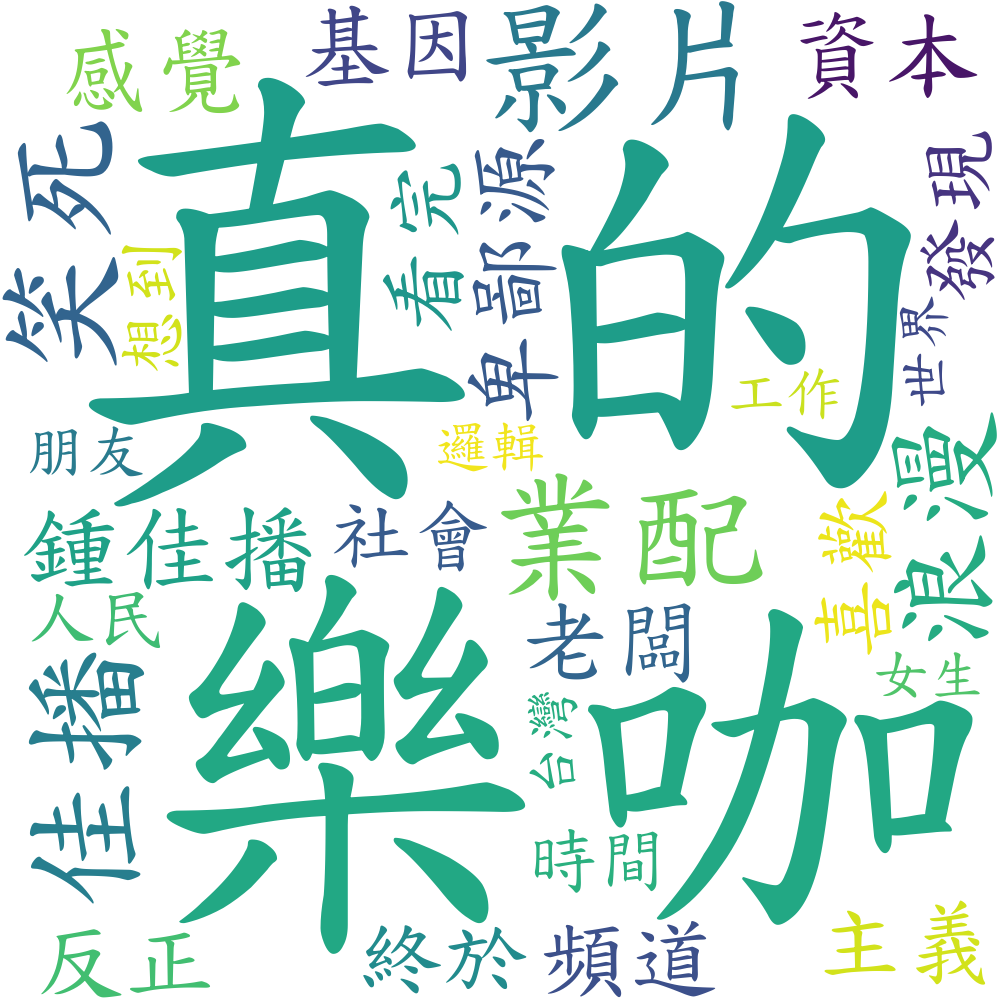 感覺
基因
影片
資本
真的
笑死
想到
看完
卑鄙源
發現
世界
工作
朋友
邏輯
浪漫
鍾佳播
社會
業配
喜歡
人民
老闆
女生
佳播
樂咖
台灣
時間
反正
終於
頻道
主義